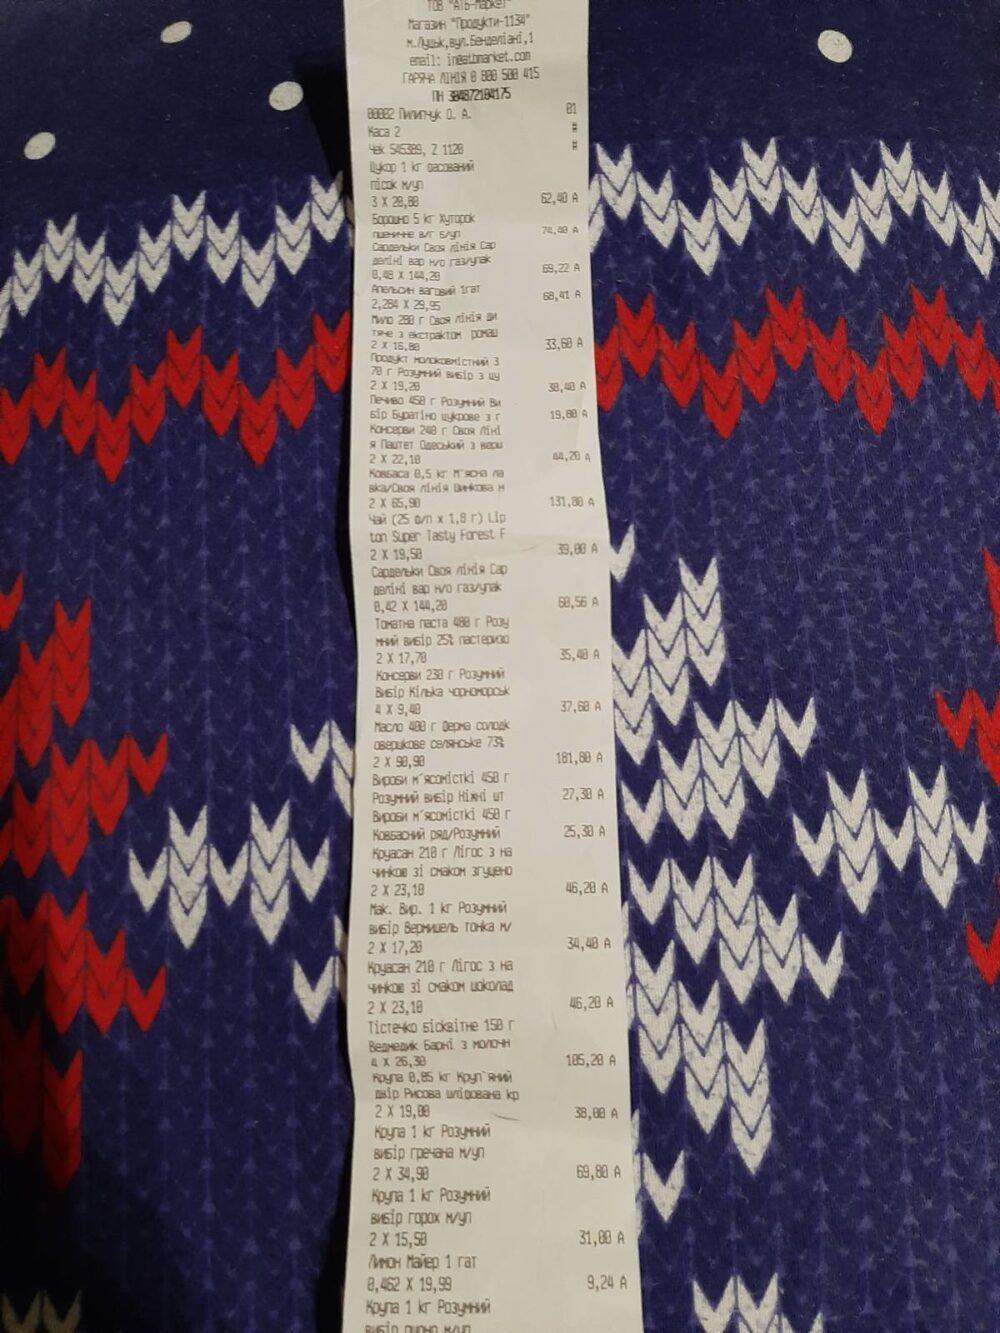 ТОВ "АТБ-Маркет"
Магазин "Продукти-1134"
м.Луцьк,вул.Бенделіані,1
email: in@atbmarket.com
ГАРЯЧА ЛІНІЯ 0 800 500 415
ПН 304872104175
00002 Пилипчук О. А. 01
Каса 2 #
Чек 545389, Z 1120 #
Цукор 1 кг фасований
пісок м/уп
3 X 20,80 62,40 А
Борошно 5 кг Хуторок
пшеничне в/г б/уп 74,40 А
Сардельки Своя лінія Сар
делікі вар н/о газ/упак
0,48 X 144,20 69,22 А
Апельсин ваговий 1гат
2,284 X 29,95 68,41 А
Мило 280 г Своя лінія ди
тяче з екстрактом ромаш
2 X 16,80 33,60 А
Продукт молоковмістний 3
70 г Розумний вибір з цу
2 X 19,20 38,40 А
Печиво 450 г Розумний Ви
бір Буратіно цукрове з г 19,80 А
Консерви 240 г Своя Ліні
я Паштет Одеський з верш
2 X 22,10 44,20 А
Ковбаса 0,5 кг М'ясна ла
вка/Своя лінія Шинкова н
2 X 65,90 131,80 А
Чай (25 ф/п x 1,8 г) Lip
ton Super Tasty Forest F
2 X 19,50 39,00 А
Сардельки Своя лінія Сар
делікі вар н/о газ/упак
0,42 X 144,20 60,56 А
Томатна паста 480 г Розу
мний вибір 25% пастеризо
2 X 17,70 35,40 А
Консерви 230 г Розумний
Вибір Кілька чорноморськ
4 X 9,40 37,60 А
Масло 400 г Ферма солодк
овершкове селянське 73%
2 X 90,90 181,80 А
Вироби м'ясомісткі 450 г
Розумний вибір Ніжні шт 27,30 А
Вироби м'ясомісткі 450 г
Ковбасний ряд/Розумний 25,30 А
Круасан 210 г Лігос з на
чинкою зі смаком згущено
2 X 23,10 46,20 А
Мак. Вир. 1 кг Розумний
вибір Вермишель тонка м/
2 X 17,20 34,40 А
Круасан 210 г Лігос з на
чинкою зі смаком шоколад
2 X 23,10 46,20 А
Тістечко бісквітне 150 г
Ведмедик Барні з молочн
4 X 26,30 105,20 А
Крупа 0,85 кг Круп'яний
двір Рисова шліфована кр
2 X 19,00 38,00 А
Крупа 1 кг Розумний
вибір гречана м/уп
2 X 34,90 69,80 А
Крупа 1 кг Розумний
вибір горох м/уп
2 X 15,50 31,00 А
Лимон Майер 1 гат
0,462 X 19,99 9,24 А
Крупа 1 кг Розумний
вибір пшоно м/уп